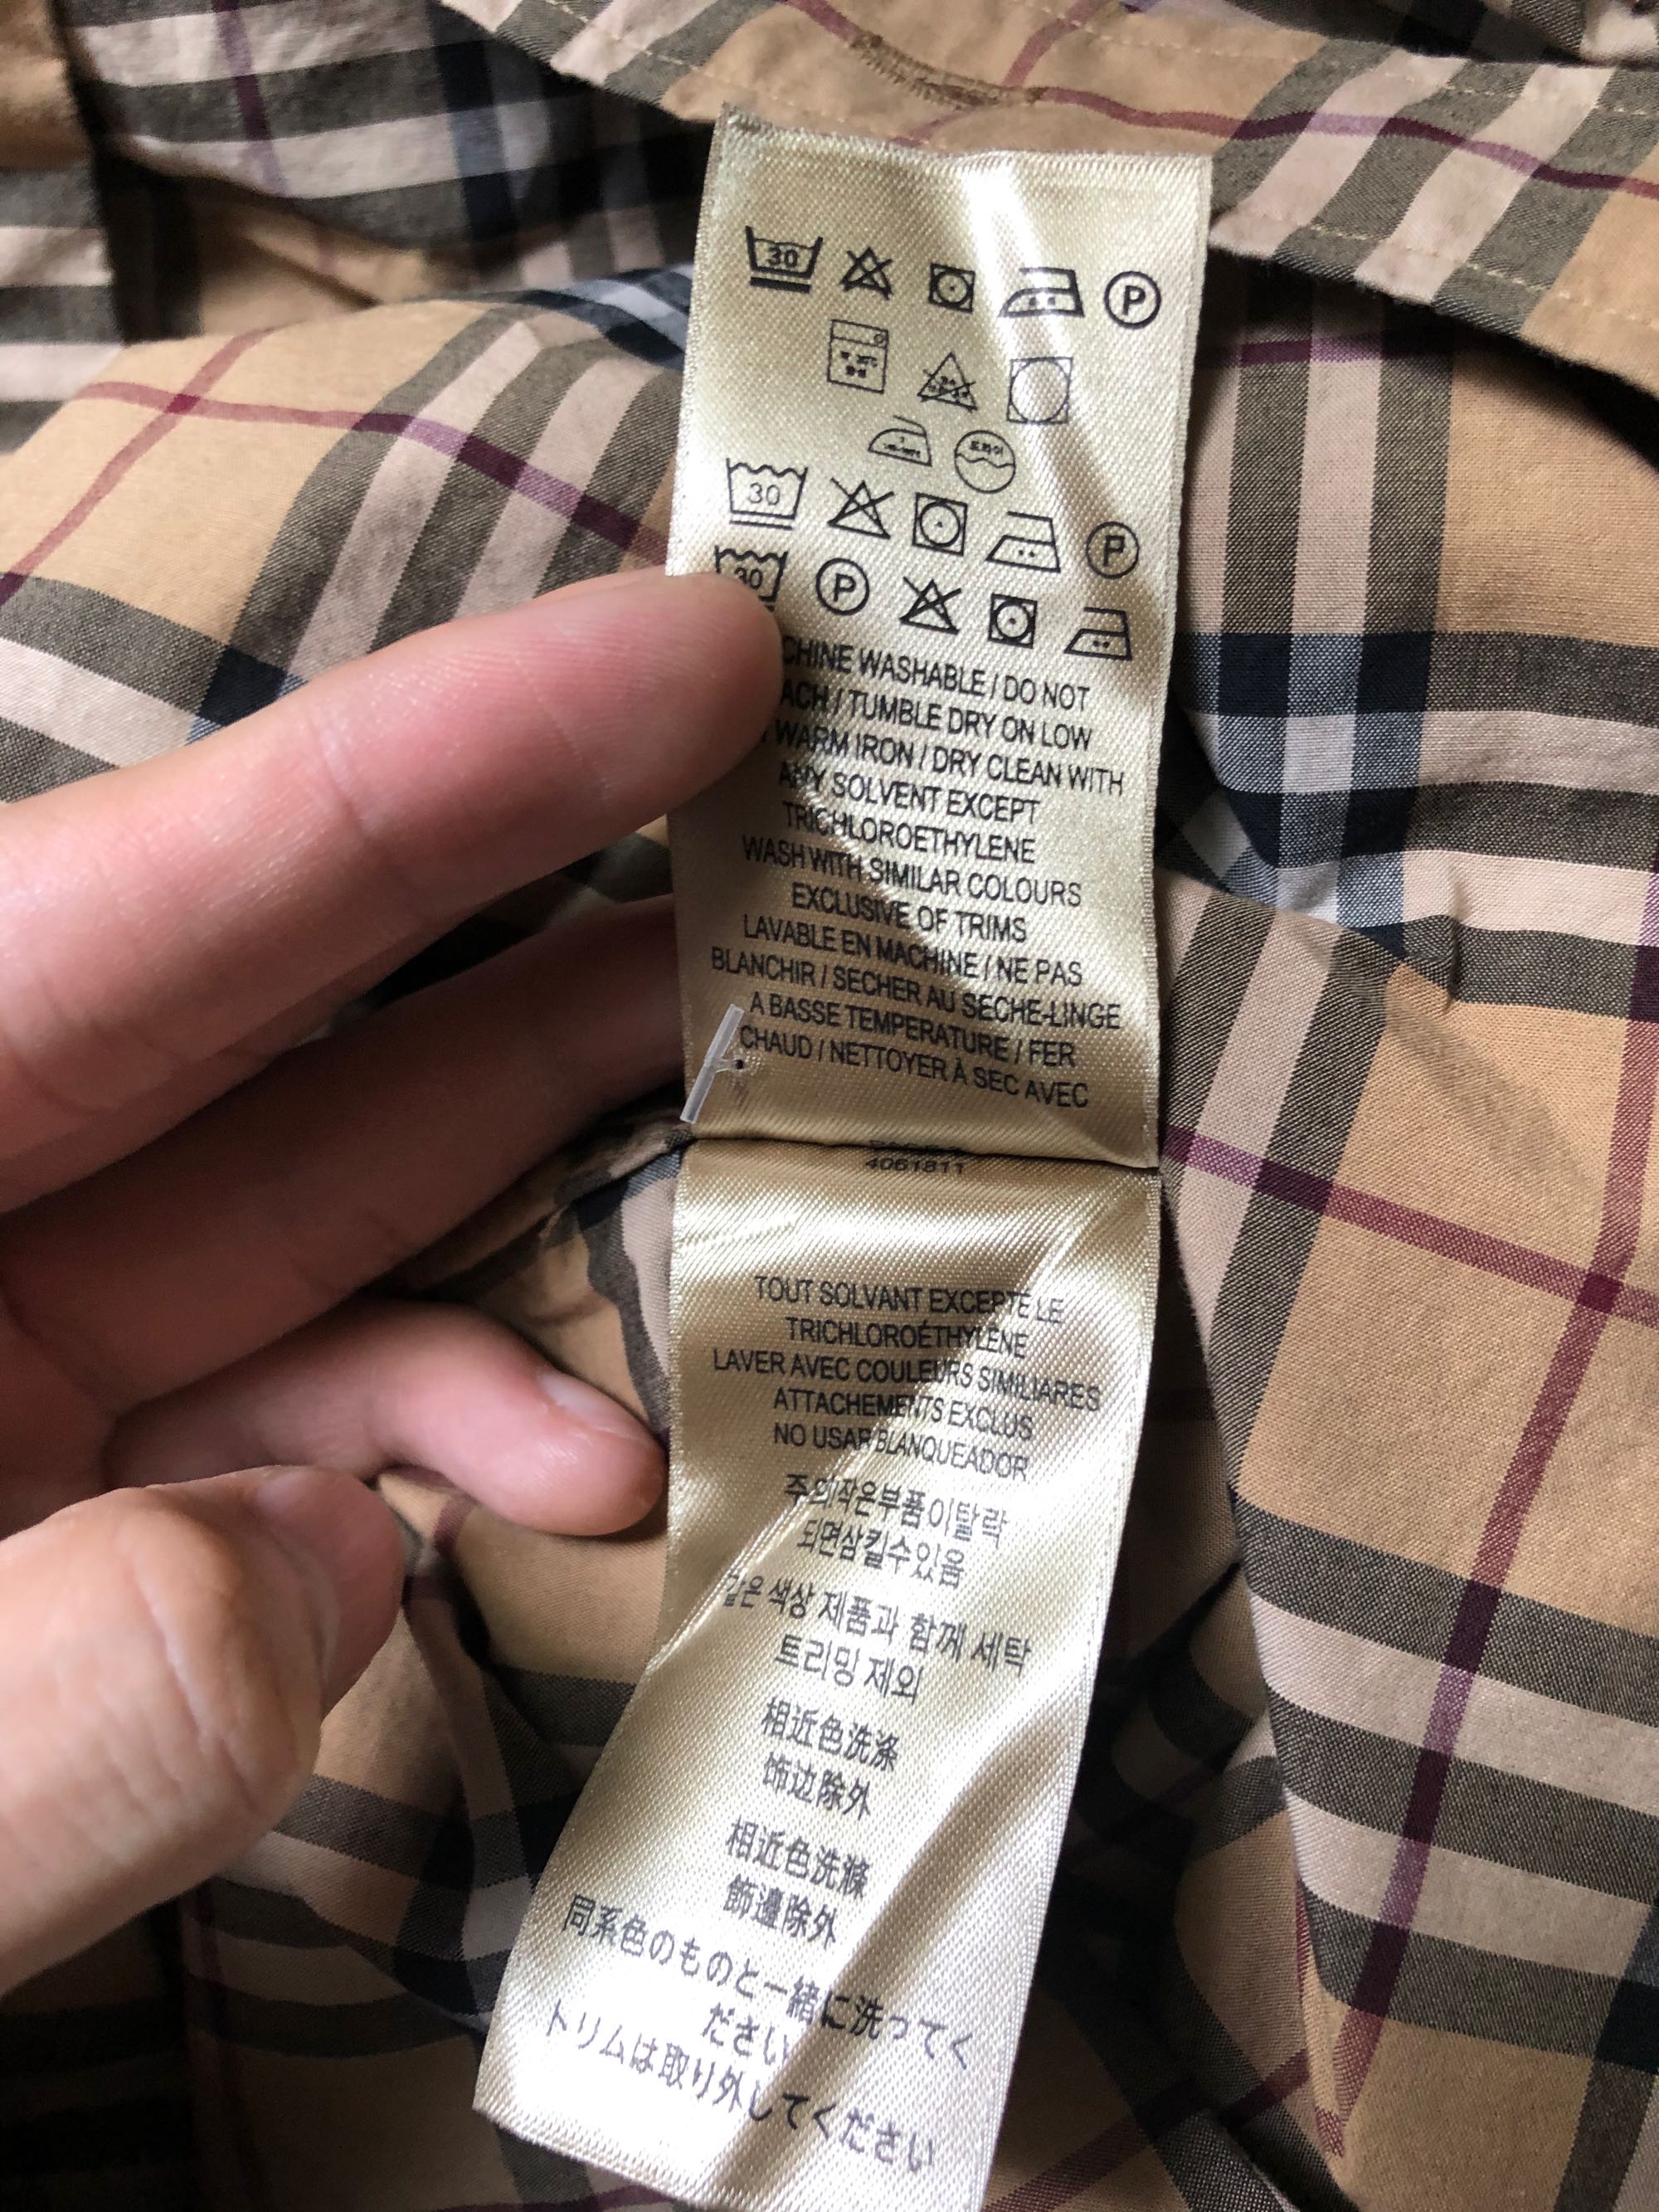 30 P
30 P
30 P
WASHABLE / DO NOT
/ TUMBLE DRY ON LOW
WARM IRON / DRY CLEAN WITH
ANY SOLVENT EXCEPT
TRICHLOROETHYLENE
WASH WITH SIMILAR COLOURS
EXCLUSIVE OF TRIMS
LAVABLE EN MACHINE / NE PAS
BLANCHIR / SECHER AU SECHE-LINGE
A BASSE TEMPERATURE / FER
CHAUD / NETTOYER À SEC AVEC
4061811
TOUT SOLVANT EXCEPTÉ LE
TRICHLOROÉTHYLÈNE
LAVER AVEC COULEURS SIMILIARES
ATTACHEMENTS EXCLUS
NO USAR BLANQUEADOR
주의작은부품이탈락
되면삼킬수있음
같은 색상 제품과 함께 세탁
트리밍 제외
相近色洗涤
饰边除外
相近色洗滌
飾邊除外
同系色のものと一緒に洗ってく
ださい
トリムは取り外してください